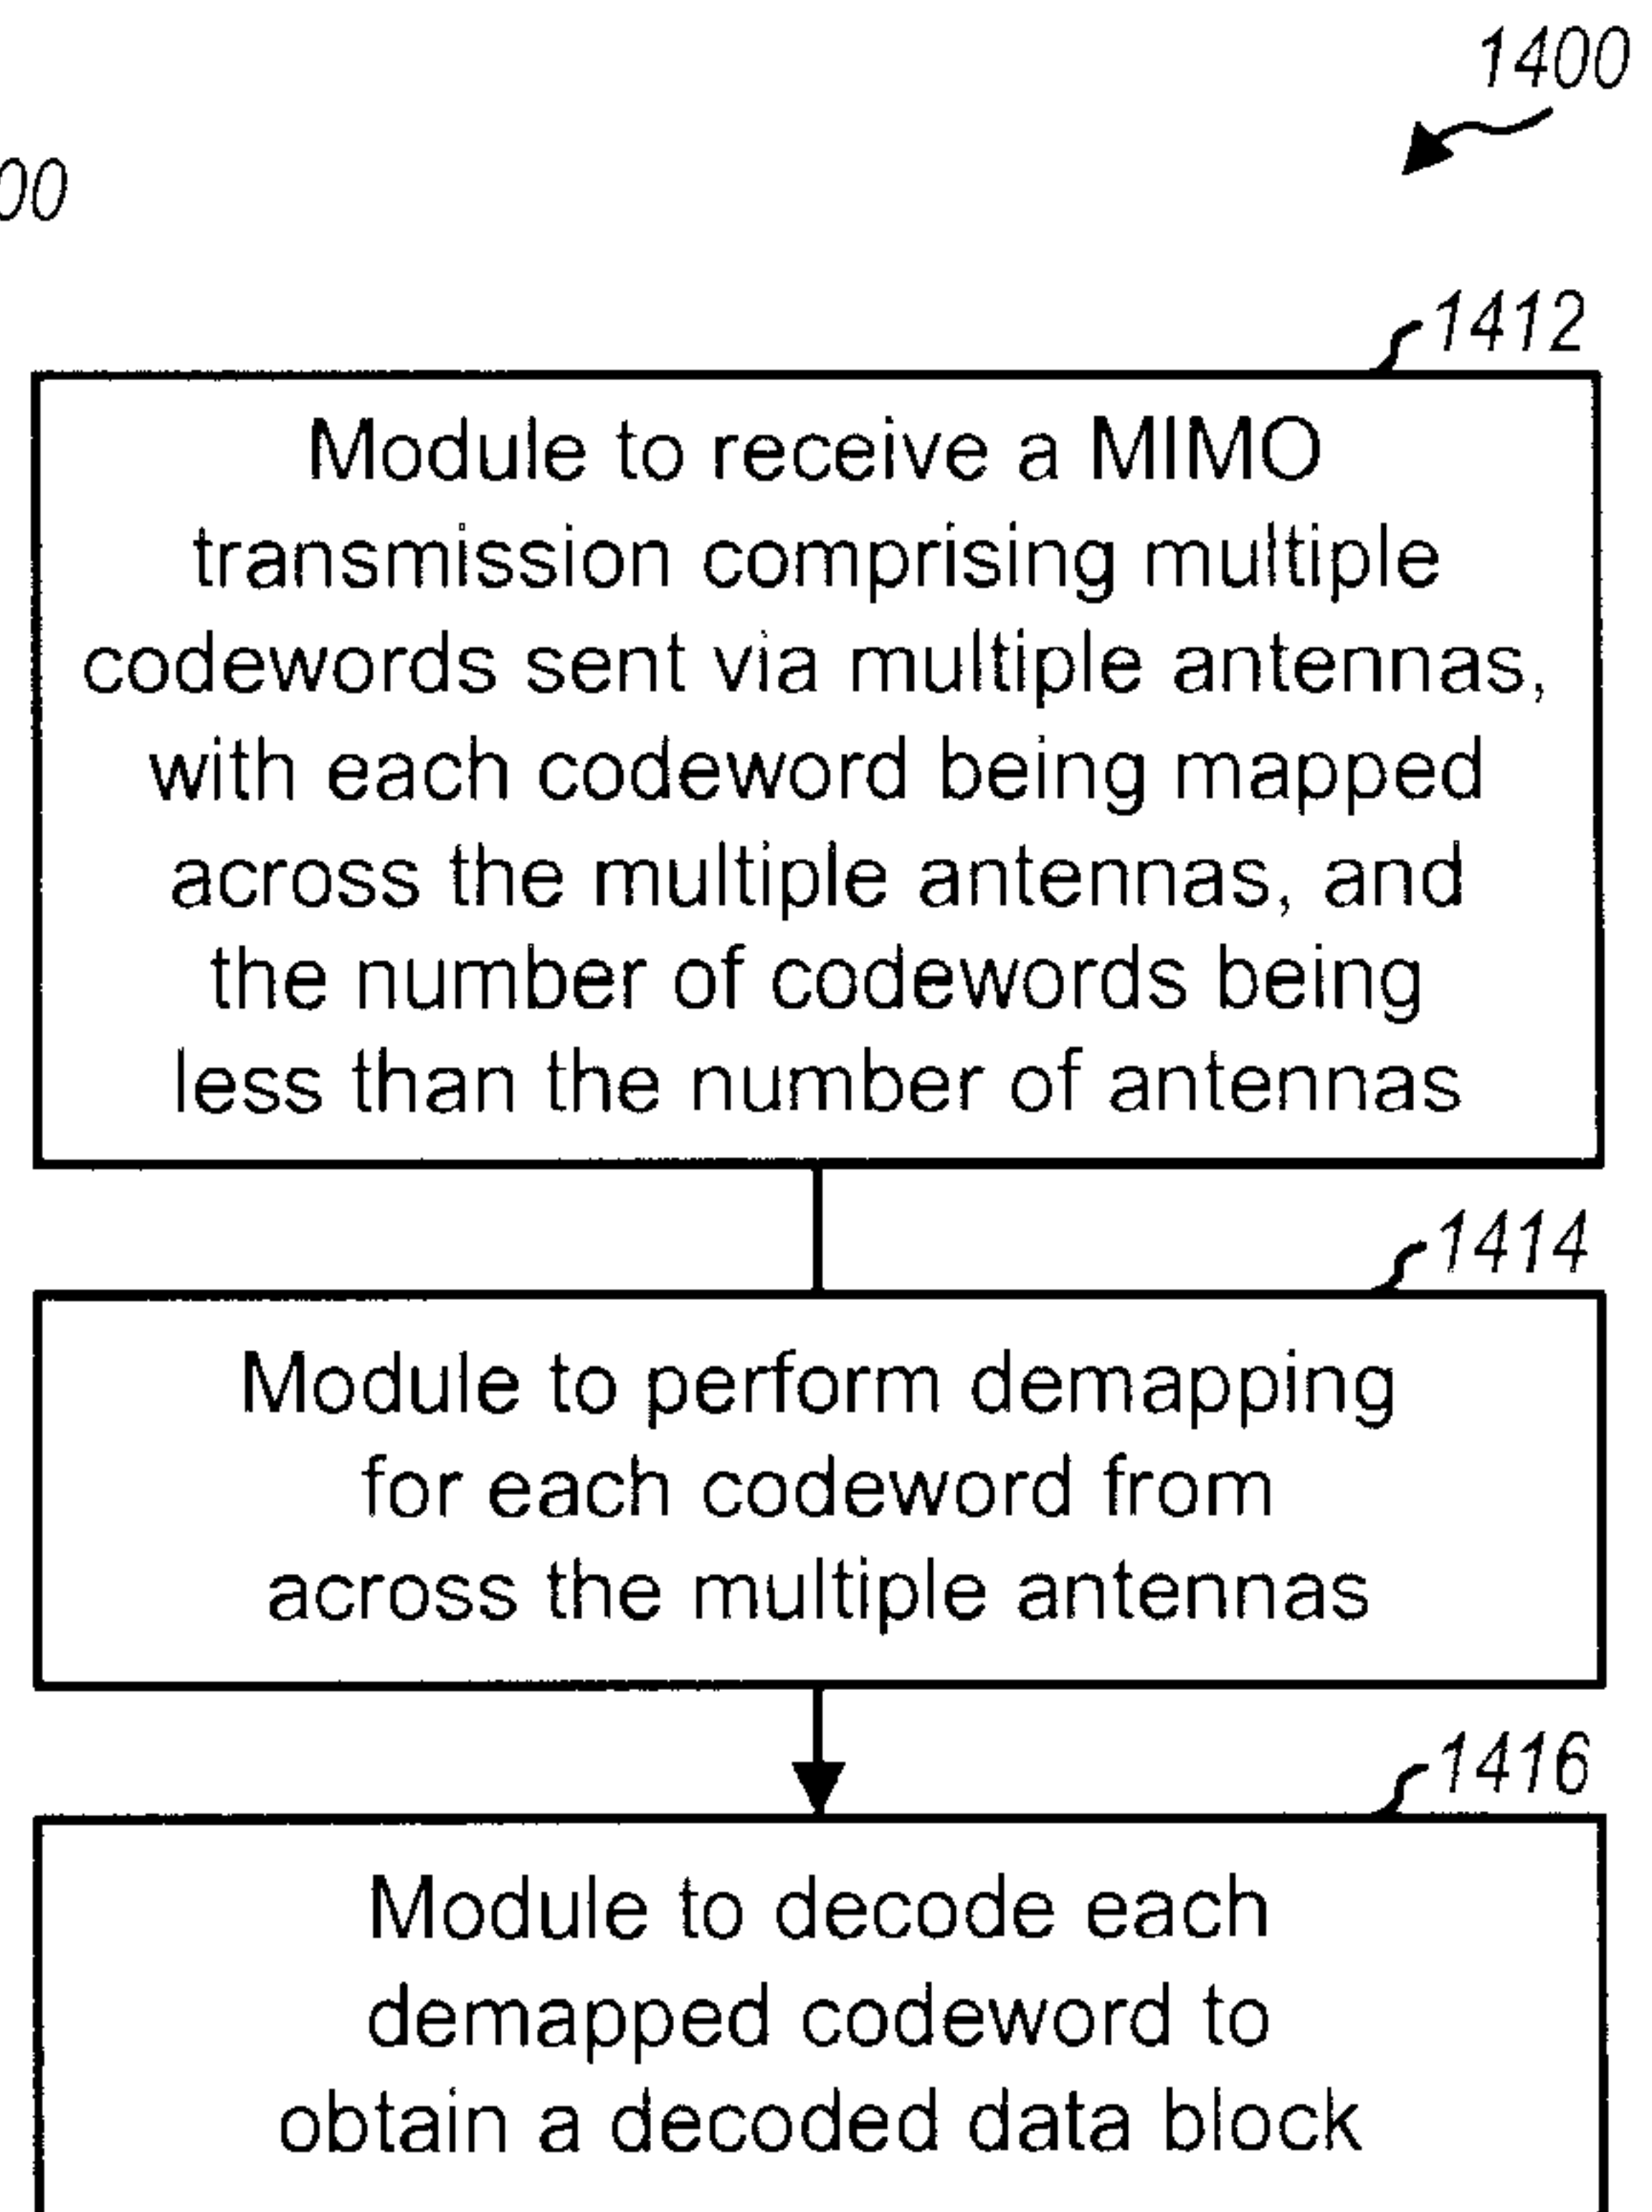 1400
00
1412
Module to receive a MIMO
transmission comprising multiple
codewords sent via multiple antennas,
with each codeword being mapped
across the multiple antennas, and
the number of codewords being
less than the number of antennas
1414
Module to perform demapping
for each codeword from
across the multiple antennas
1416
Module to decode each
demapped codeword to
obtain a decoded data block